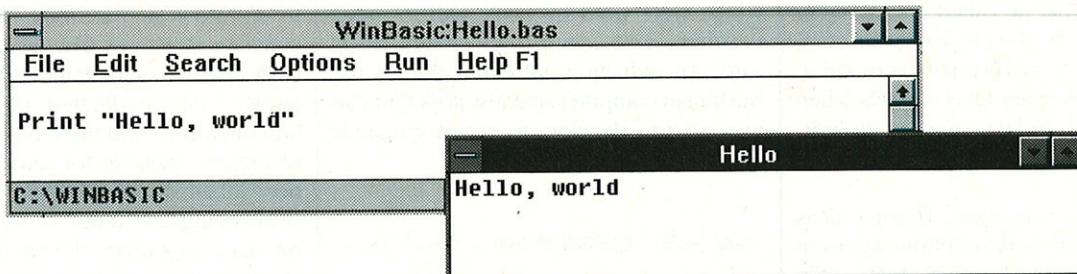 WinBasic:Hello.bas
File Edit Search Options Run Help F1
Print "Hello, world"
C:\WINBASIC
Hello
Hello, world